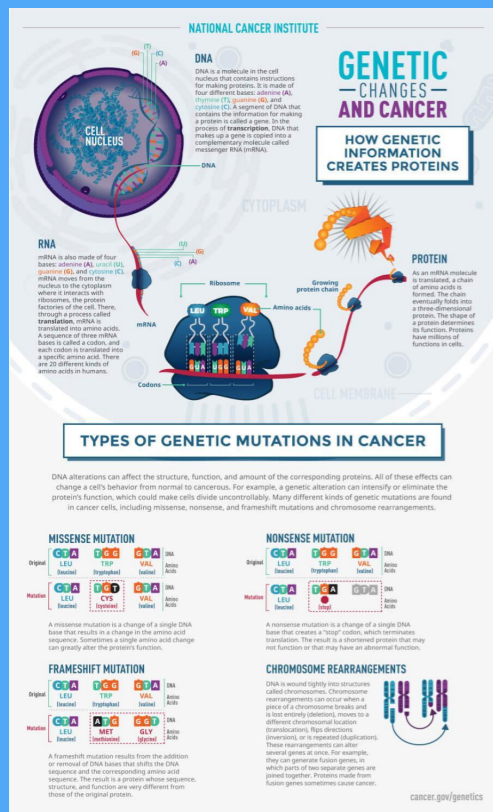 NATIONAL CANCER INSTITUTE
GENETIC
CHANGES
AND CANCER
HOW GENETIC
INFORMATION
CREATES PROTEINS
(T)
(G)
(C)
(A)
CELL
NUCLEUS
DNA
DNA is a molecule in the cell
nucleus that contains instructions
for making proteins. It is made of
four different bases: adenine (A),
thymine (T), guanine (G), and
cytosine (C). A segment of DNA that
contains the information for making
a protein is called a gene. In the
process of transcription, DNA that
makes up a gene is copied into a
complementary molecule called
messenger RNA (mRNA).
DNA
CYTOPLASM
RNA
mRNA is also made of four
bases: adenine (A), uracil (U),
guanine (G), and cytosine (C).
mRNA moves from the
nucleus to the cytoplasm
where it interacts with
ribosomes, the protein
factories of the cell. There,
through a process called
translation, mRNA is
translated into amino acids.
A sequence of three mRNA
bases is called a codon, and
each codon is translated into
a specific amino acid. There
are 20 different kinds of
amino acids in humans.
(U)
(G)
(C)
(A)
mRNA
Ribosome
LEU TRP VAL
Amino acids
Growing
protein chain
CUA UGG GUA
Codons
PROTEIN
As an mRNA molecule
is translated, a chain
of amino acids is
formed. The chain
eventually folds into
a three-dimensional
protein. The shape of
a protein determines
its function. Proteins
have millions of
functions in cells.
CELL MEMBRANE
TYPES OF GENETIC MUTATIONS IN CANCER
DNA alterations can affect the structure, function, and amount of the corresponding proteins. All of these effects can
change a cell's behavior from normal to cancerous. For example, a genetic alteration can intensify or eliminate the
protein's function, which could make cells divide uncontrollably. Many different kinds of genetic mutations are found
in cancer cells, including missense, nonsense, and frameshift mutations and chromosome rearrangements.
MISSENSE MUTATION
Original
CTA TGG GTA DNA
LEU TRP VAL Amino
(leucine) (tryptophan) (valine) Acids
Mutation
CTA TGT GTA DNA
LEU CYS VAL Amino
(leucine) (cysteine) (valine) Acids
A missense mutation is a change of a single DNA
base that results in a change in the amino acid
sequence. Sometimes a single amino acid change
can greatly alter the protein's function.
NONSENSE MUTATION
Original
CTA TGG GTA DNA
LEU TRP VAL Amino
(leucine) (tryptophan) (valine) Acids
Mutation
CTA TGA GTA DNA
LEU Amino
(leucine) (stop) Acids
A nonsense mutation is a change of a single DNA
base that creates a "stop" codon, which terminates
translation. The result is a shortened protein that may
not function or that may have an abnormal function.
FRAMESHIFT MUTATION
Original
CTA TGG GTA DNA
LEU TRP VAL Amino
(leucine) (tryptophan) (valine) Acids
Mutation
CTA ATG GGT DNA
LEU MET GLY Amino
(leucine) (methionine) (glycine) Acids
A frameshift mutation results from the addition
or removal of DNA bases that shifts the DNA
sequence and the corresponding amino acid
sequence. The result is a protein whose sequence,
structure, and function are very different from
those of the original protein.
CHROMOSOME REARRANGEMENTS
DNA is wound tightly into structures
called chromosomes. Chromosome
rearrangements can occur when a
piece of a chromosome breaks and
is lost entirely (deletion), moves to a
different chromosomal location
(translocation), flips directions
(inversion), or is repeated (duplication).
These rearrangements can alter
several genes at once. For example,
they can generate fusion genes, in
which parts of two separate genes are
joined together. Proteins made from
fusion genes sometimes cause cancer.
cancer.gov/genetics